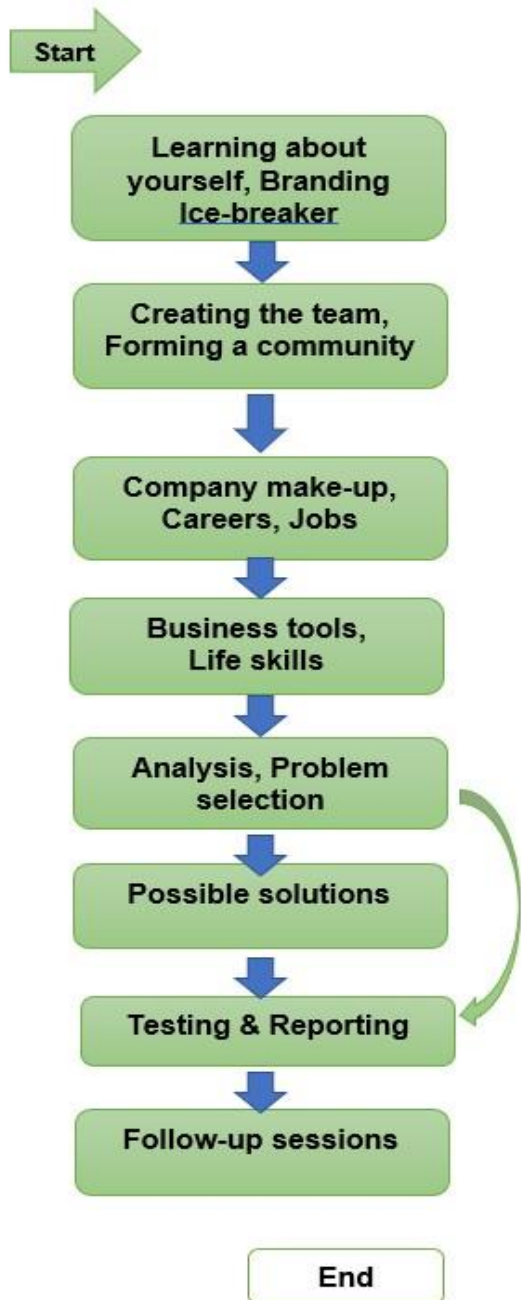 Start
Learning about
yourself, Branding
Ice-breaker
Creating the team,
Forming a community
Company make-up,
Careers, Jobs
Business tools,
Life skills
Analysis, Problem
selection
Possible solutions
Testing & Reporting
Follow-up sessions
End